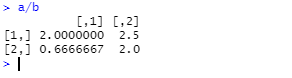 > a/b
          [,1] [,2]
[1,] 2.0000000  2.5
[2,] 0.6666667  2.0
>